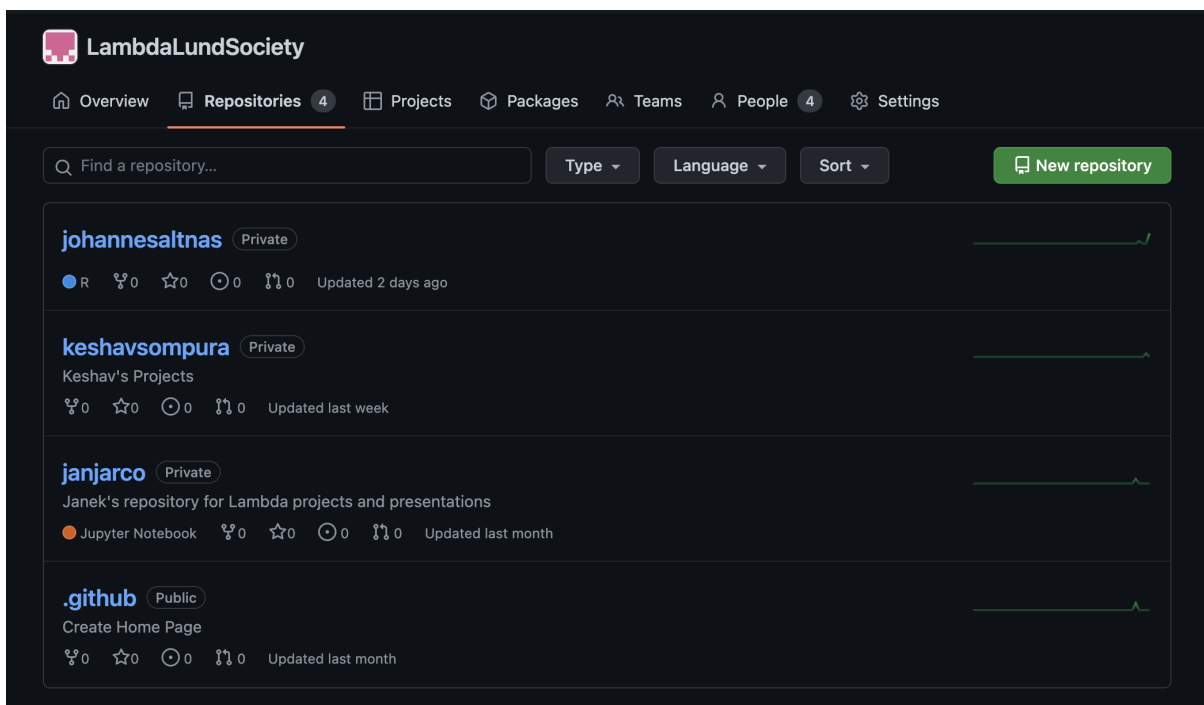 LambdaLundSociety
Overview Repositories 4 Projects Packages Teams People 4 Settings
Find a repository... Type Language Sort New repository
johannesaltnas Private
R 0 0 0 0 Updated 2 days ago
keshavsompura Private
Keshav's Projects
0 0 0 0 Updated last week
janjarco Private
Janek's repository for Lambda projects and presentations
Jupyter Notebook 0 0 0 0 Updated last month
.github Public
Create Home Page
0 0 0 0 Updated last month